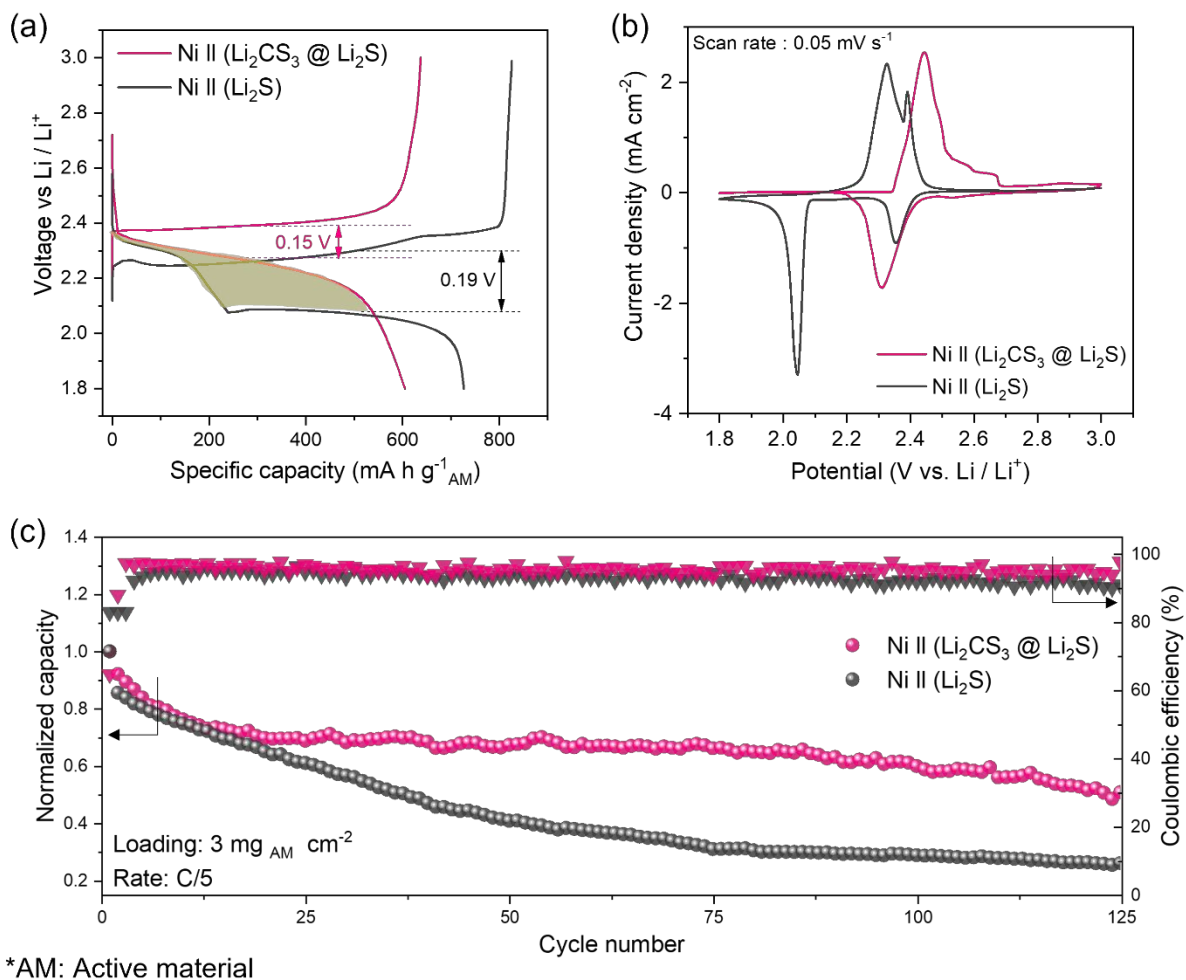 (a)
Ni || (Li₂CS₃ @ Li₂S)
Ni || (Li₂S)
3.0
2.8
2.6
2.4
2.2
2.0
1.8
Voltage vs Li / Li⁺
0.15 V
0.19 V
0 200 400 600 800
Specific capacity (mA h g⁻¹AM)
(b)
Scan rate : 0.05 mV s⁻¹
2
0
-2
-4
Current density (mA cm⁻²)
Ni || (Li₂CS₃ @ Li₂S)
Ni || (Li₂S)
1.8 2.0 2.2 2.4 2.6 2.8 3.0
Potential (V vs. Li / Li⁺)
(c)
1.4
1.2
1.0
0.8
0.6
0.4
0.2
Normalized capacity
Ni || (Li₂CS₃ @ Li₂S)
Ni || (Li₂S)
Loading: 3 mg AM cm⁻²
Rate: C/5
100
80
60
40
20
0
Coulombic efficiency (%)
0 25 50 75 100 125
Cycle number
*AM: Active material